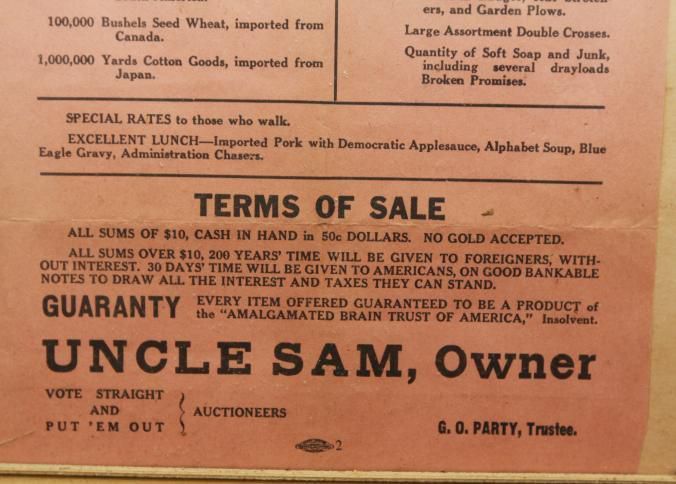 100,000 Bushels Seed Wheat, imported from
Canada.
1,000,000 Yards Cotton Goods, imported from
Japan.
ers, and Garden Plows.
Large Assortment Double Crosses.
Quantity of Soft Soap and Junk,
including several drayloads
Broken Promises.
SPECIAL RATES to those who walk.
EXCELLENT LUNCH—Imported Pork with Democratic Applesauce, Alphabet Soup, Blue
Eagle Gravy, Administration Chasers.
TERMS OF SALE
ALL SUMS OF $10, CASH IN HAND in 50c DOLLARS. NO GOLD ACCEPTED.
ALL SUMS OVER $10, 200 YEARS' TIME WILL BE GIVEN TO FOREIGNERS, WITH-
OUT INTEREST. 30 DAYS' TIME WILL BE GIVEN TO AMERICANS, ON GOOD BANKABLE
NOTES TO DRAW ALL THE INTEREST AND TAXES THEY CAN STAND.
GUARANTY EVERY ITEM OFFERED GUARANTEED TO BE A PRODUCT of
the "AMALGAMATED BRAIN TRUST OF AMERICA," Insolvent.
UNCLE SAM, Owner
VOTE STRAIGHT
AND
PUT 'EM OUT
AUCTIONEERS
G. O. PARTY, Trustee.
2